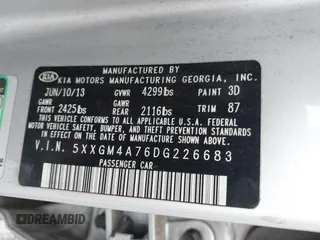 MANUFACTURED BY
KIA KIA MOTORS MANUFACTURING GEORGIA, INC.
JUN/10/13 GVWR 4299lbs PAINT 3D
GAWR GAWR
FRT 2425lbs RR 2116lbs TRIM 87
THIS VEHICLE CONFORMS TO ALL APPLICABLE U.S.
FEDERAL MOTOR VEHICLE SAFETY, BUMPER, AND THEFT
PREVENTION STANDARDS IN EFFECT ON THE DATE OF
MANUFACTURE SHOWN ABOVE.
V.I.N. 5XXGM4A76DG226683
PASSENGER CAR
DREAMBID